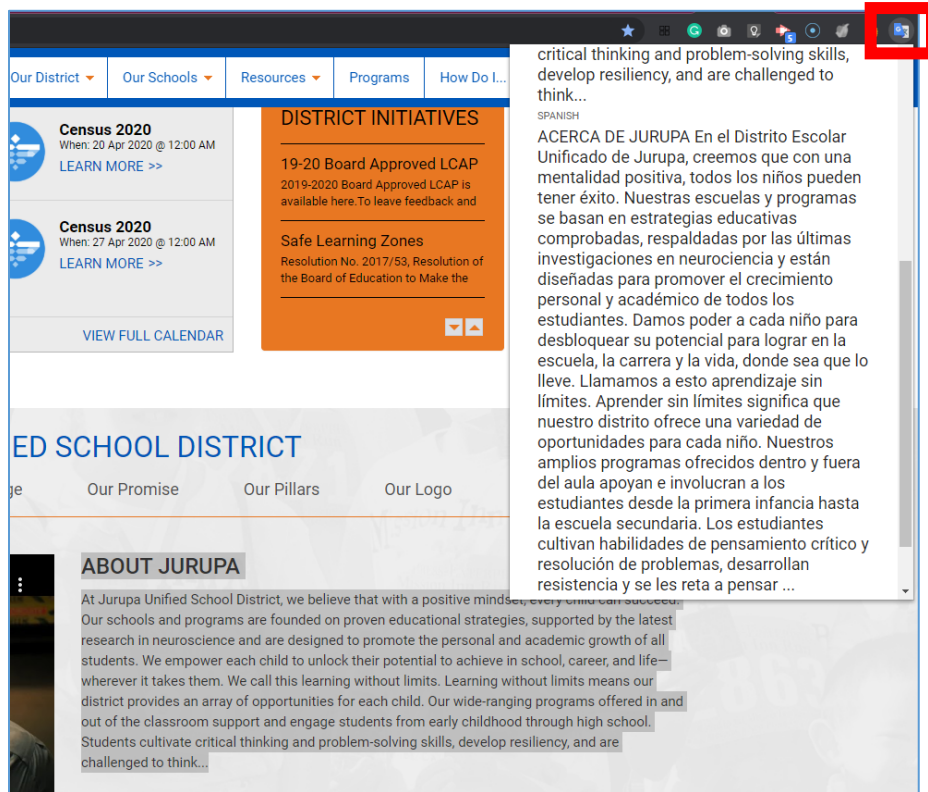 Our District
Our Schools
Resources
Programs
How Do I...
Census 2020
When: 20 Apr 2020 @ 12:00 AM
LEARN MORE >>
Census 2020
When: 27 Apr 2020 @ 12:00 AM
LEARN MORE >>
VIEW FULL CALENDAR
DISTRICT INITIATIVES
19-20 Board Approved LCAP
2019-2020 Board Approved LCAP is
available here.To leave feedback and
Safe Learning Zones
Resolution No. 2017/53, Resolution of
the Board of Education to Make the
5
critical thinking and problem-solving skills,
develop resiliency, and are challenged to
think...
SPANISH
ACERCA DE JURUPA En el Distrito Escolar
Unificado de Jurupa, creemos que con una
mentalidad positiva, todos los niños pueden
tener éxito. Nuestras escuelas y programas
se basan en estrategias educativas
comprobadas, respaldadas por las últimas
investigaciones en neurociencia y están
diseñadas para promover el crecimiento
personal y académico de todos los
estudiantes. Damos poder a cada niño para
desbloquear su potencial para lograr en la
escuela, la carrera y la vida, donde sea que lo
lleve. Llamamos a esto aprendizaje sin
límites. Aprender sin límites significa que
nuestro distrito ofrece una variedad de
oportunidades para cada niño. Nuestros
amplios programas ofrecidos dentro y fuera
del aula apoyan e involucran a los
estudiantes desde la primera infancia hasta
la escuela secundaria. Los estudiantes
cultivan habilidades de pensamiento crítico y
resolución de problemas, desarrollan
resistencia y se les reta a pensar ...
ED SCHOOL DISTRICT
ge
Our Promise
Our Pillars
Our Logo
ABOUT JURUPA
At Jurupa Unified School District, we believe that with a positive mindset, every child can succeed.
Our schools and programs are founded on proven educational strategies, supported by the latest
research in neuroscience and are designed to promote the personal and academic growth of all
students. We empower each child to unlock their potential to achieve in school, career, and life—
wherever it takes them. We call this learning without limits. Learning without limits means our
district provides an array of opportunities for each child. Our wide-ranging programs offered in and
out of the classroom support and engage students from early childhood through high school.
Students cultivate critical thinking and problem-solving skills, develop resiliency, and are
challenged to think...